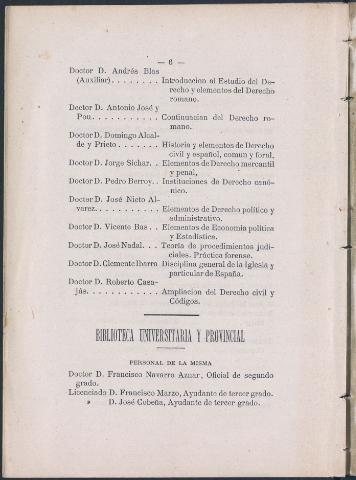 — 6 —
Doctor D. Andrés Blas
(Auxiliar) . . . . . . . . Introduccion al Estudio del De-
recho y elementos del Derecho
romano.
Doctor D. Antonio José y
Pou. . . . . . . . . . . . Continuacion del Derecho ro-
mano.
Doctor D. Domingo Alcal-
de y Prieto . . . . . . . Historia y elementos de Derecho
civil y español, comun y foral.
Doctor D. Jorge Sichar. . Elementos de Derecho mercantil
y penal.
Doctor D. Pedro Berroy. . Instituciones de Derecho canó-
nico.
Doctor D. José Nieto Al-
varez. . . . . . . . . . . Elementos de Derecho político y
administrativo.
Doctor D. Vicente Bas . . Elementos de Economía política
y Estadística.
Doctor D. José Nadal. . . Teoría de procedimientos judi-
ciales. Práctica forense.
Doctor D. Clemente Ibarra Disciplina general de la Iglesia y
particular de España.
Doctor D. Roberto Casa-
jús. . . . . . . . . . . . Ampliacion del Derecho civil y
Códigos.
BIBLIOTECA UNIVERSITARIA Y PROVINCIAL
PERSONAL DE LA MISMA
Doctor D. Francisco Navarro Aznar, Oficial de segundo
grado.
Licenciado D. Francisco Marzo, Ayudante de tercer grado.
» D. José Cebeña, Ayudante de tercer grado.